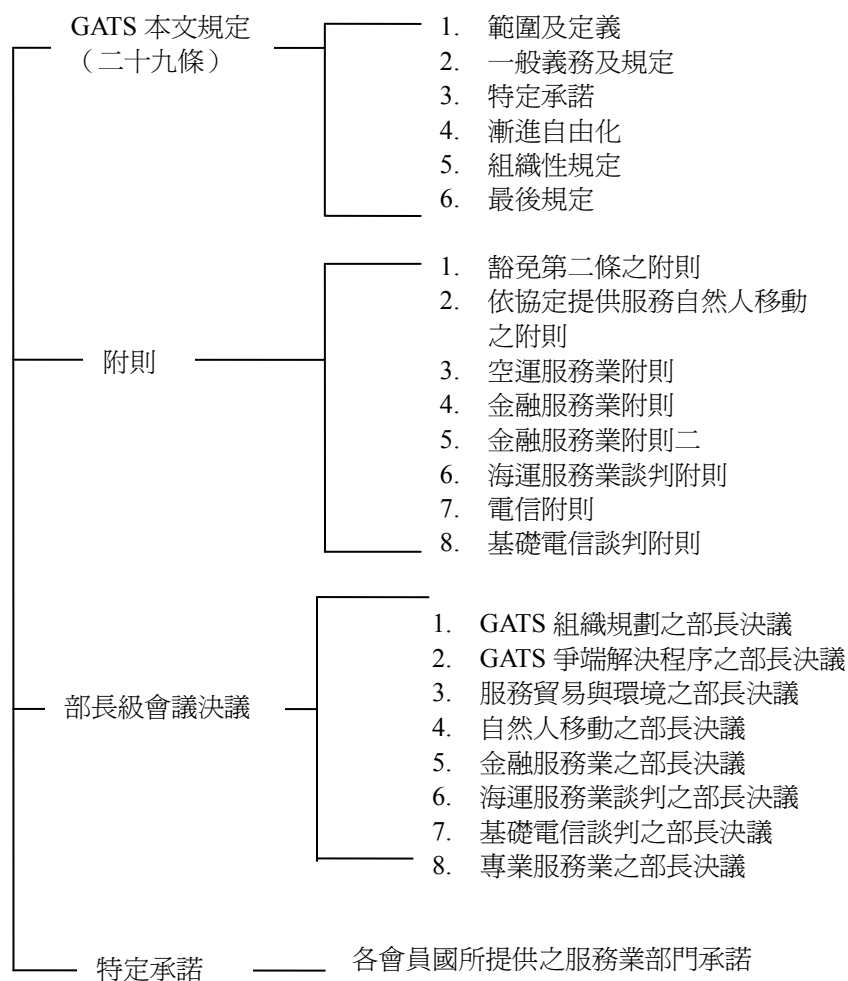 GATS 本文規定
（二十九條）
1. 範圍及定義
2. 一般義務及規定
3. 特定承諾
4. 漸進自由化
5. 組織性規定
6. 最後規定
附則
1. 豁免第二條之附則
2. 依協定提供服務自然人移動
之附則
3. 空運服務業附則
4. 金融服務業附則
5. 金融服務業附則二
6. 海運服務業談判附則
7. 電信附則
8. 基礎電信談判附則
部長級會議決議
1. GATS 組織規劃之部長決議
2. GATS 爭端解決程序之部長決議
3. 服務貿易與環境之部長決議
4. 自然人移動之部長決議
5. 金融服務業之部長決議
6. 海運服務業談判之部長決議
7. 基礎電信談判之部長決議
8. 專業服務業之部長決議
特定承諾
各會員國所提供之服務業部門承諾